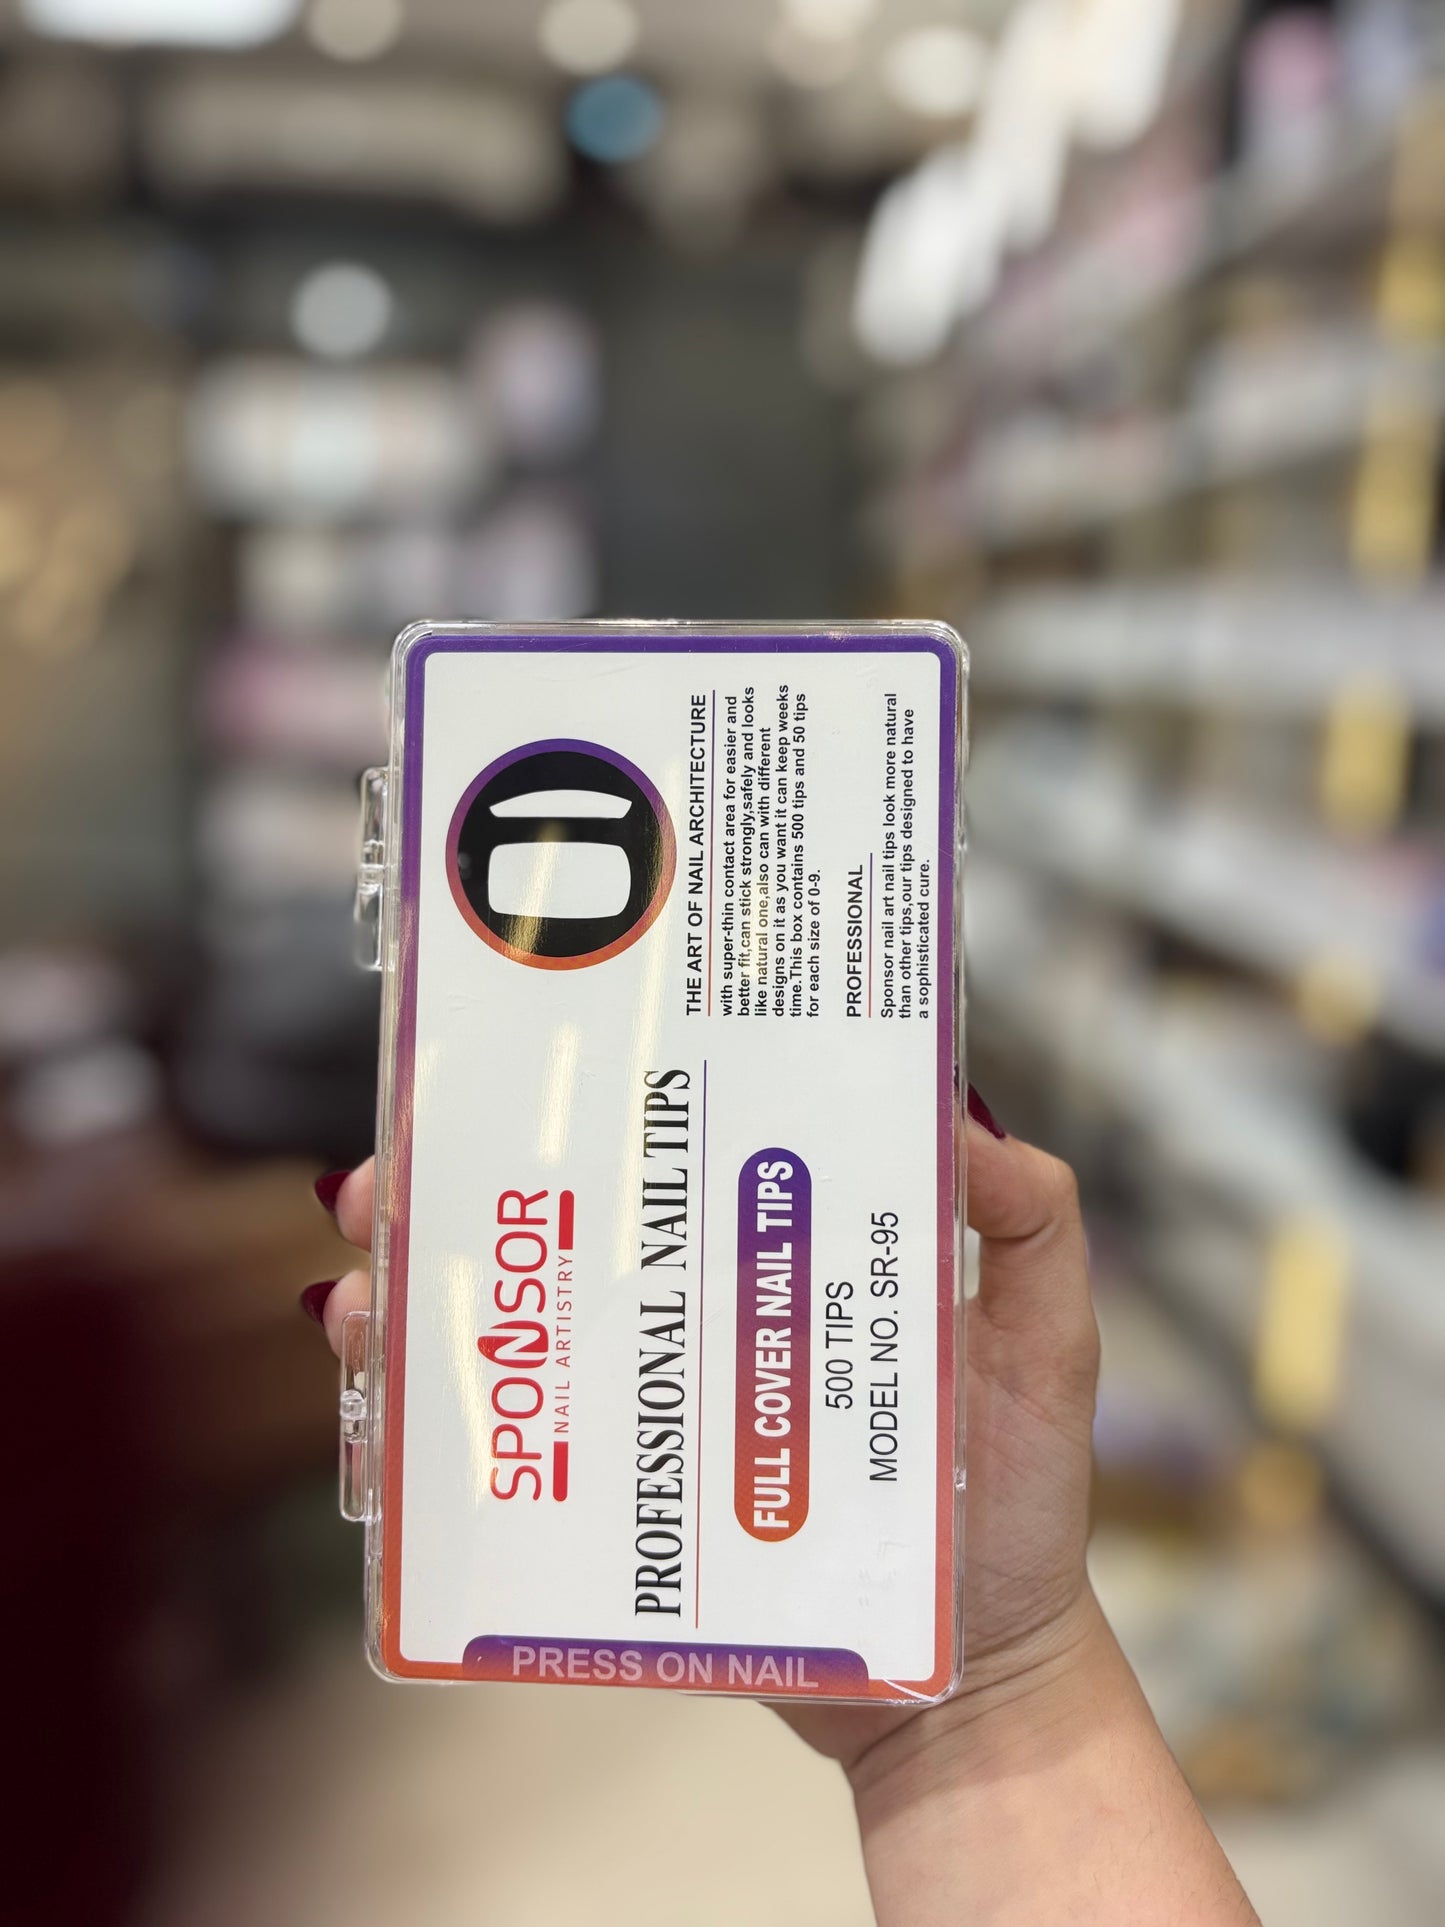 SPONSOR
NAIL ARTISTRY
PROFESSIONAL NAIL TIPS
FULL COVER NAIL TIPS
500 TIPS
MODEL NO. SR-95
THE ART OF NAIL ARCHITECTURE
with super-thin contact area for easier and
better fit,can stick strongly,safely and looks
like natural one,also can with different
designs on it as you want it can keep weeks
time.This box contains 500 tips and 50 tips
for each size of 0-9.
PROFESSIONAL
Sponsor nail art nail tips look more natural
than other tips,our tips designed to have
a sophisticated cure.
PRESS ON NAIL